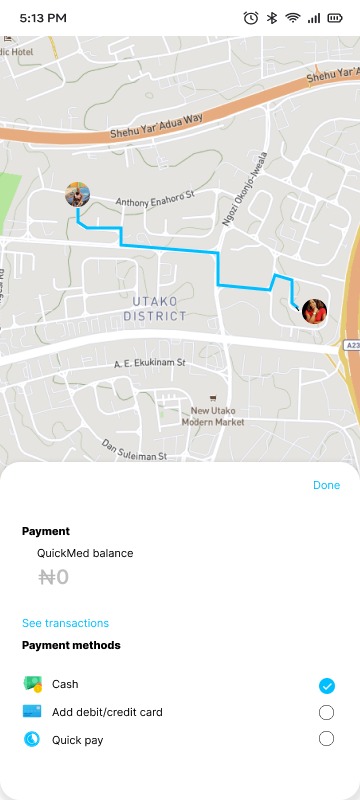 5:13 PM
dic Hotel
Shehu Yar'A
Shehu Yar'Adua Way
Ngozi Okonjo-Iweala
Anthony Enahoro St
UTAKO
DISTRICT
A23
A. E. Ekukinam St
New Utako
Modern Market
Dan Suleiman St
Done
Payment
QuickMed balance
₦0
See transactions
Payment methods
Cash
Add debit/credit card
Quick pay